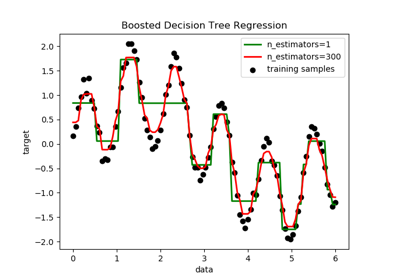 Boosted Decision Tree Regression
n_estimators=1
n_estimators=300
training samples
target
2.0
1.5
1.0
0.5
0.0
−0.5
−1.0
−1.5
−2.0
0
1
2
3
4
5
6
data